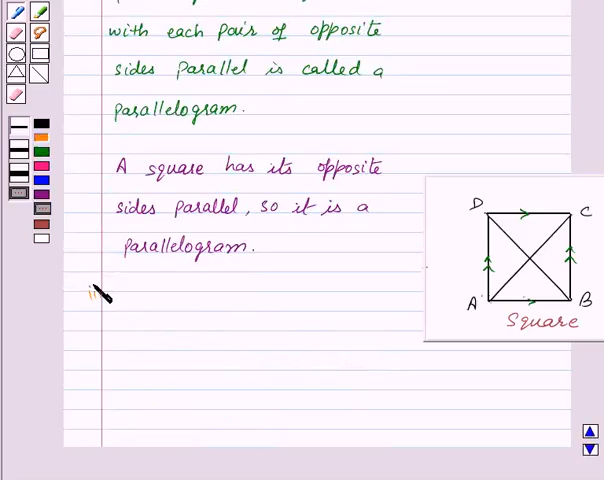 with each pair of opposite
sides parallel is called a
parallelogram.
A square has its opposite
sides parallel, so it is a
parallelogram.
D C
A B
Square